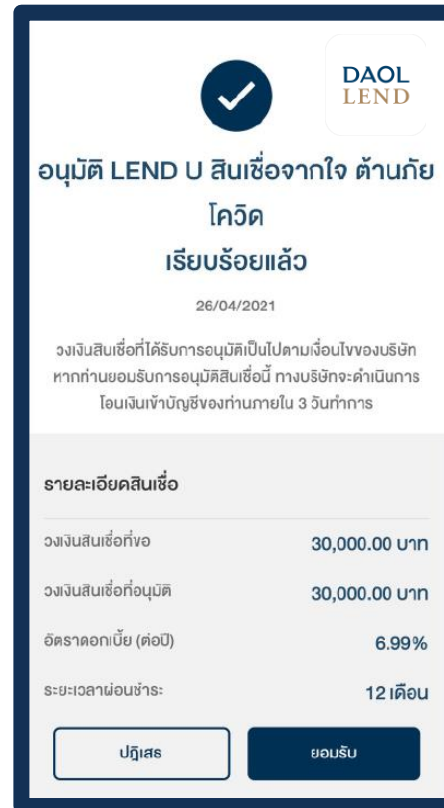 DAOL
LEND
อนุมัติ LEND U สินเชื่อจากใจ ต้านภัย
โควิด
เรียบร้อยแล้ว
26/04/2021
วงเงินสินเชื่อที่ได้รับการอนุมัติเป็นไปตามเงื่อนไขของบริษัท
หากท่านยอมรับการอนุมัติสินเชื่อนี้ ทางบริษัทจะดำเนินการ
โอนเงินเข้าบัญชีของท่านภายใน 3 วันทำการ
รายละเอียดสินเชื่อ
วงเงินสินเชื่อที่ขอ 30,000.00 บาท
วงเงินสินเชื่อที่อนุมัติ 30,000.00 บาท
อัตราดอกเบี้ย (ต่อปี) 6.99%
ระยะเวลาผ่อนชำระ 12 เดือน
ปฏิเสธ ยอมรับ